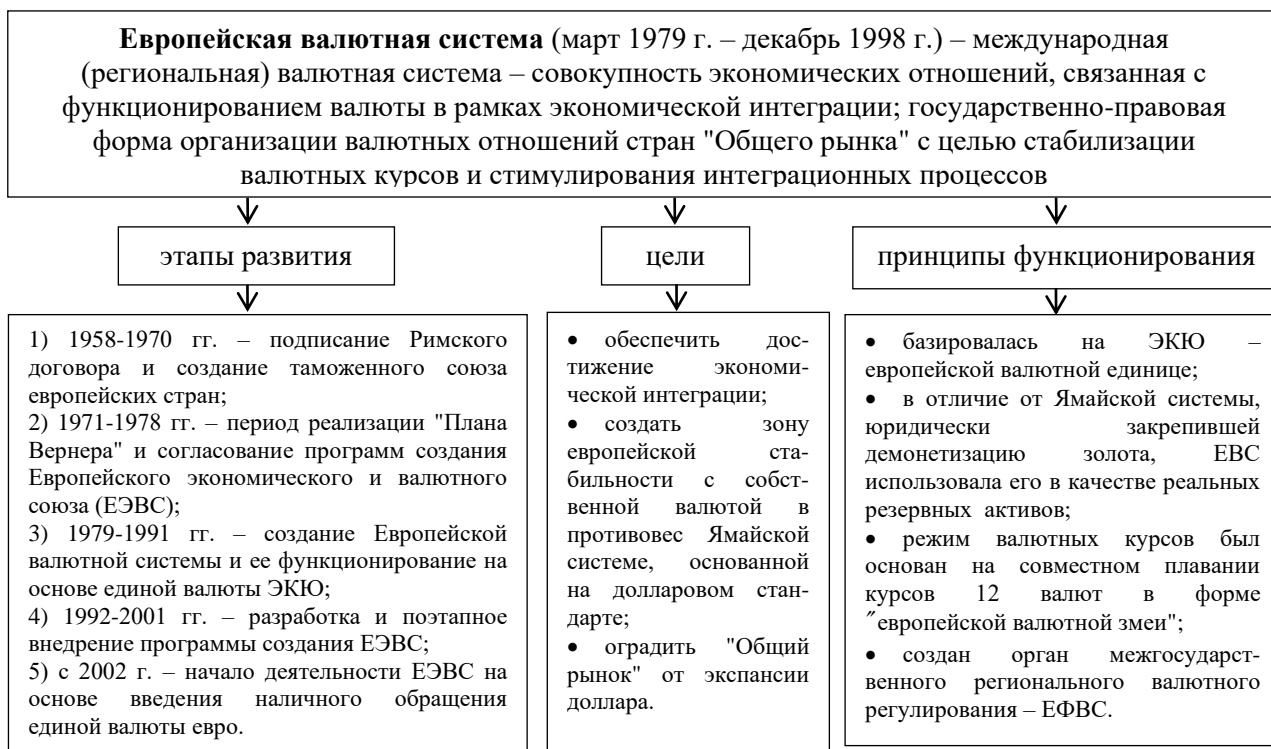 Европейская валютная система (март 1979 г. – декабрь 1998 г.) – международная
(региональная) валютная система – совокупность экономических отношений, связанная с
функционированием валюты в рамках экономической интеграции; государственно-правовая
форма организации валютных отношений стран "Общего рынка" с целью стабилизации
валютных курсов и стимулирования интеграционных процессов
этапы развития
цели
принципы функционирования
1) 1958-1970 гг. – подписание Римского
договора и создание таможенного союза
европейских стран;
2) 1971-1978 гг. – период реализации "Плана
Вернера" и согласование программ создания
Европейского экономического и валютного
союза (ЕЭВС);
3) 1979-1991 гг. – создание Европейской
валютной системы и ее функционирование на
основе единой валюты ЭКЮ;
4) 1992-2001 гг. – разработка и поэтапное
внедрение программы создания ЕЭВС;
5) с 2002 г. – начало деятельности ЕЭВС на
основе введения наличного обращения
единой валюты евро.
• обеспечить дос-
тижение экономи-
ческой интеграции;
• создать зону
европейской ста-
бильности с собст-
венной валютой в
противовес Ямайской
системе, основанной
на долларовом стан-
дарте;
• оградить "Общий
рынок" от экспансии
доллара.
• базировалась на ЭКЮ –
европейской валютной единице;
• в отличие от Ямайской системы,
юридически закрепившей
демонетизацию золота, ЕВС
использовала его в качестве реальных
резервных активов;
• режим валютных курсов был
основан на совместном плавании
курсов 12 валют в форме
"европейской валютной змеи";
• создан орган межгосударст-
венного регионального валютного
регулирования – ЕФВС.